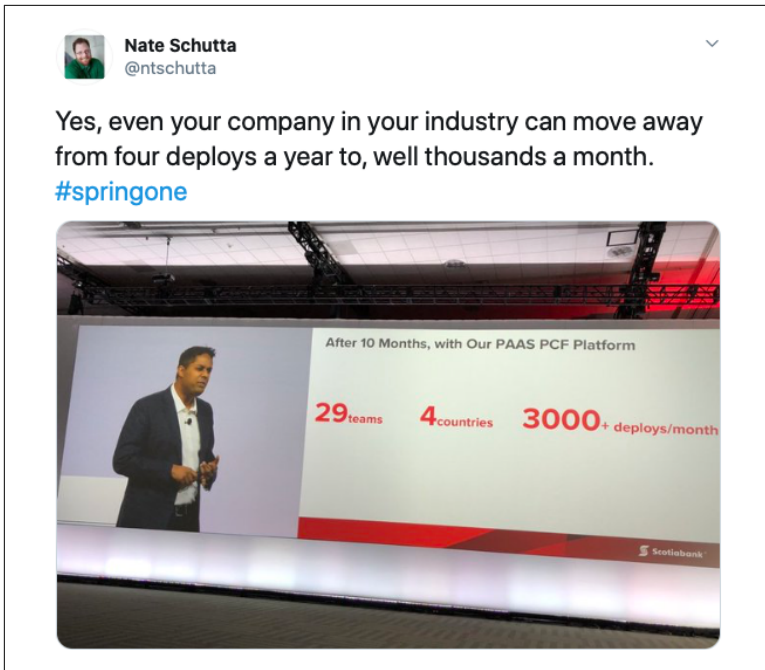 Nate Schutta
@ntschutta
Yes, even your company in your industry can move away
from four deploys a year to, well thousands a month.
#springone
After 10 Months, with Our PAAS PCF Platform
29teams 4countries 3000+ deploys/month
Scotiabank